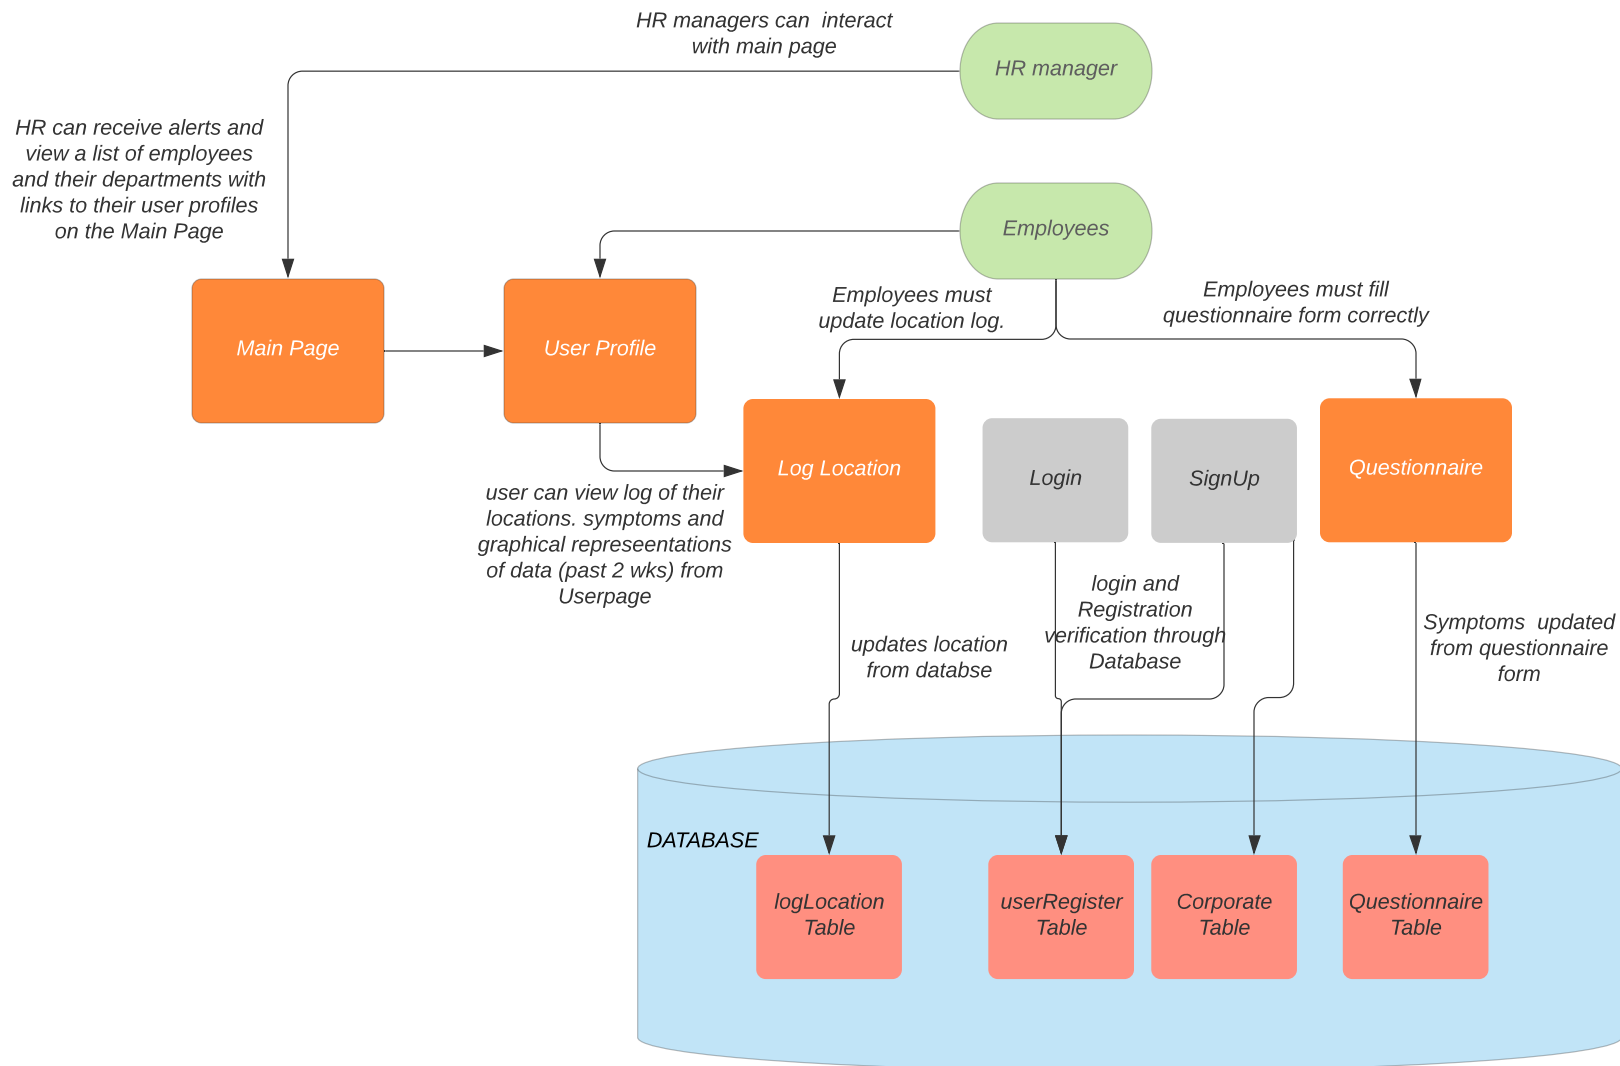 HR managers can  interact
with main page
HR manager
HR can receive alerts and
view a list of employees
and their departments with
links to their user profiles
on the Main Page
Employees
Employees must
update location log.
Employees must fill
questionnaire form correctly
Main Page
User Profile
Log Location
Login
SignUp
Questionnaire
user can view log of their
locations. symptoms and
graphical represeentations
of data (past 2 wks) from
Userpage
login and
Registration
verification through
Database
updates location
from databse
Symptoms  updated
from questionnaire
form
DATABASE
logLocation
Table
userRegister
Table
Corporate
Table
Questionnaire
Table